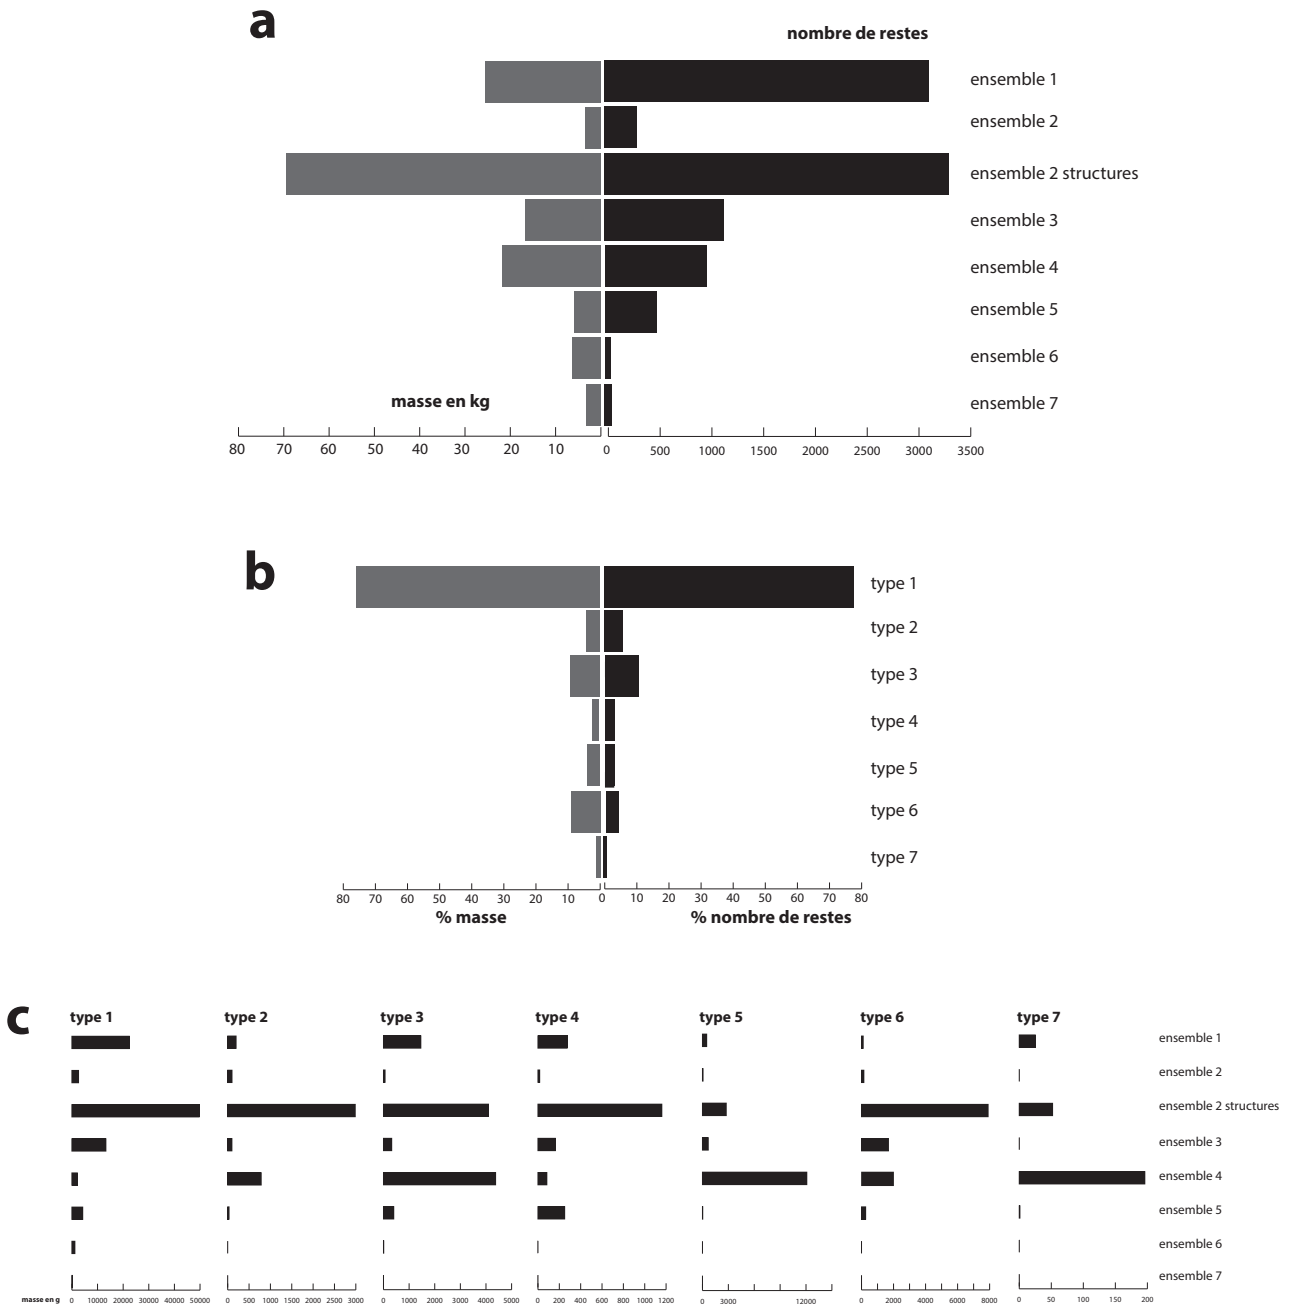 a
nombre de restes
ensemble 1
ensemble 2
ensemble 2 structures
ensemble 3
ensemble 4
ensemble 5
ensemble 6
ensemble 7
masse en kg
80 70 60 50 40 30 20 10 0 500 1000 1500 2000 2500 3000 3500
b
type 1
type 2
type 3
type 4
type 5
type 6
type 7
80 70 60 50 40 30 20 10 0 10 20 30 40 50 60 70 80
% masse % nombre de restes
c
type 1 type 2 type 3 type 4 type 5 type 6 type 7
ensemble 1
ensemble 2
ensemble 2 structures
ensemble 3
ensemble 4
ensemble 5
ensemble 6
ensemble 7
masse en g 0 10000 20000 30000 40000 50000 0 500 1000 1500 2000 2500 3000 0 1000 2000 3000 4000 5000 0 200 400 600 800 1000 1200 0 3000 12000 0 2000 4000 6000 8000 0 50 100 150 200